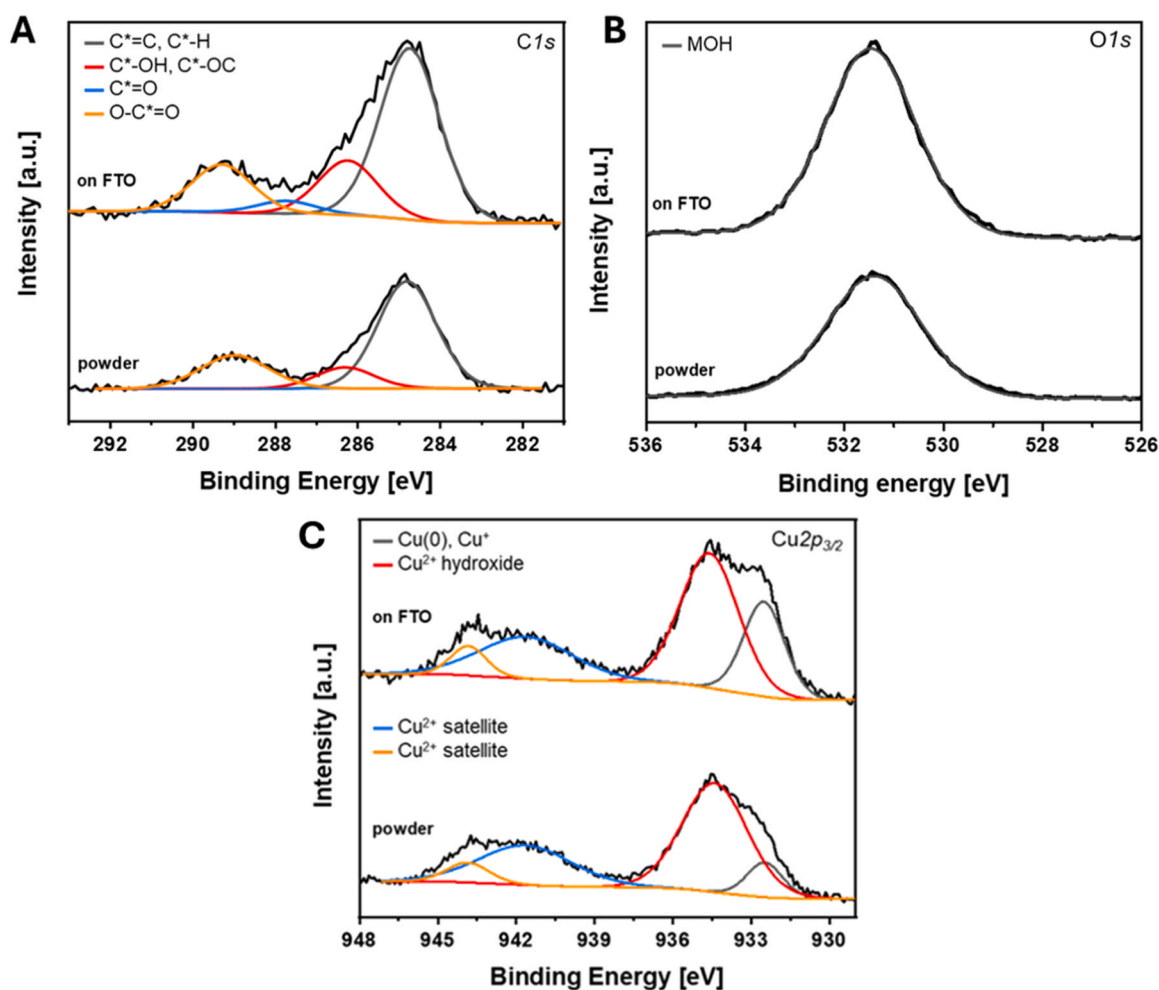 A
C1s
C*=C, C*-H
C*-OH, C*-OC
C*=O
O-C*=O
on FTO
powder
Intensity [a.u.]
292 290 288 286 284 282
Binding Energy [eV]
B
O1s
MOH
on FTO
powder
Intensity [a.u.]
536 534 532 530 528 526
Binding energy [eV]
C
Cu2p3/2
Cu(0), Cu⁺
Cu²⁺ hydroxide
on FTO
Cu²⁺ satellite
Cu²⁺ satellite
powder
Intensity [a.u.]
948 945 942 939 936 933 930
Binding Energy [eV]